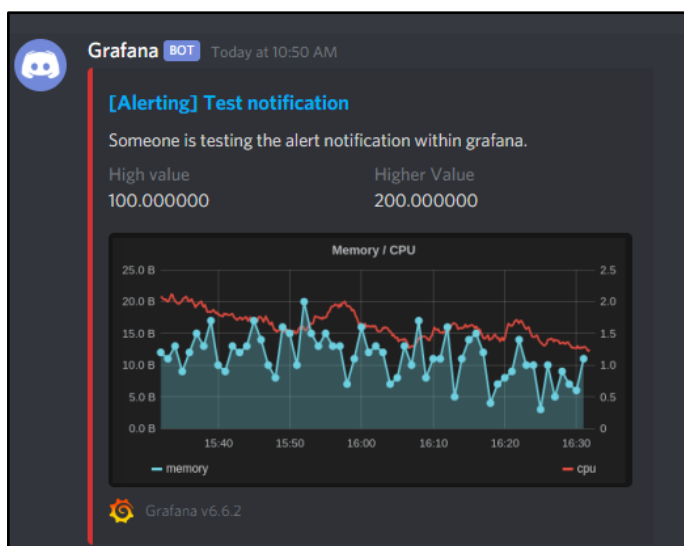 Grafana BOT Today at 10:50 AM
[Alerting] Test notification
Someone is testing the alert notification within grafana.
High value Higher Value
100.000000 200.000000
Memory / CPU
25.0 B 2.5
20.0 B 2.0
15.0 B 1.5
10.0 B 1.0
5.0 B 0.5
0.0 B 0
15:40 15:50 16:00 16:10 16:20 16:30
memory cpu
Grafana v6.6.2